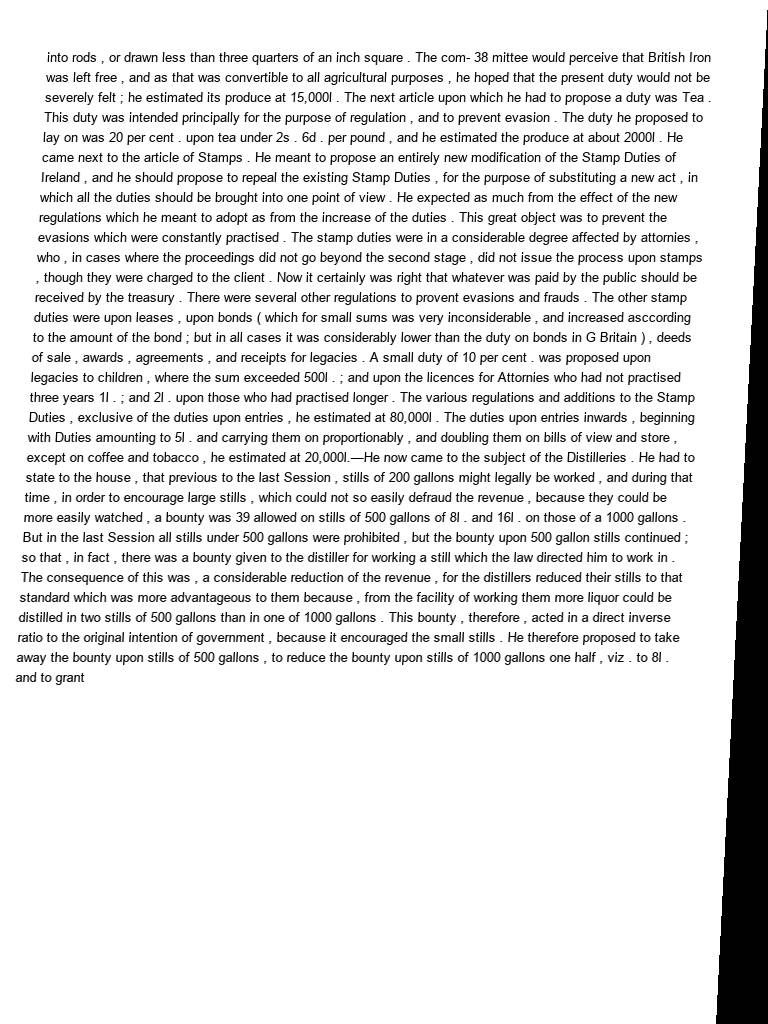 into rods , or drawn less than three quarters of an inch square . The com- 38 mittee would perceive that British Iron
was left free , and as that was convertible to all agricultural purposes , he hoped that the present duty would not be
severely felt ; he estimated its produce at 15,000l . The next article upon which he had to propose a duty was Tea .
This duty was intended principally for the purpose of regulation , and to prevent evasion . The duty he proposed to
lay on was 20 per cent . upon tea under 2s . 6d . per pound , and he estimated the produce at about 2000l . He
came next to the article of Stamps . He meant to propose an entirely new modification of the Stamp Duties of
Ireland , and he should propose to repeal the existing Stamp Duties , for the purpose of substituting a new act , in
which all the duties should be brought into one point of view . He expected as much from the effect of the new
regulations which he meant to adopt as from the increase of the duties . This great object was to prevent the
evasions which were constantly practised . The stamp duties were in a considerable degree affected by attornies ,
who , in cases where the proceedings did not go beyond the second stage , did not issue the process upon stamps
, though they were charged to the client . Now it certainly was right that whatever was paid by the public should be
received by the treasury . There were several other regulations to provent evasions and frauds . The other stamp
duties were upon leases , upon bonds ( which for small sums was very inconsiderable , and increased asccording
to the amount of the bond ; but in all cases it was considerably lower than the duty on bonds in G Britain ) , deeds
of sale , awards , agreements , and receipts for legacies . A small duty of 10 per cent . was proposed upon
legacies to children , where the sum exceeded 500l . ; and upon the licences for Attornies who had not practised
three years 1l . ; and 2l . upon those who had practised longer . The various regulations and additions to the Stamp
Duties , exclusive of the duties upon entries , he estimated at 80,000l . The duties upon entries inwards , beginning
with Duties amounting to 5l . and carrying them on proportionably , and doubling them on bills of view and store ,
except on coffee and tobacco , he estimated at 20,000l.—He now came to the subject of the Distilleries . He had to
state to the house , that previous to the last Session , stills of 200 gallons might legally be worked , and during that
time , in order to encourage large stills , which could not so easily defraud the revenue , because they could be
more easily watched , a bounty was 39 allowed on stills of 500 gallons of 8l . and 16l . on those of a 1000 gallons .
But in the last Session all stills under 500 gallons were prohibited , but the bounty upon 500 gallon stills continued ;
so that , in fact , there was a bounty given to the distiller for working a still which the law directed him to work in .
The consequence of this was , a considerable reduction of the revenue , for the distillers reduced their stills to that
standard which was more advantageous to them because , from the facility of working them more liquor could be
distilled in two stills of 500 gallons than in one of 1000 gallons . This bounty , therefore , acted in a direct inverse
ratio to the original intention of government , because it encouraged the small stills . He therefore proposed to take
away the bounty upon stills of 500 gallons , to reduce the bounty upon stills of 1000 gallons one half , viz . to 8l .
and to grant